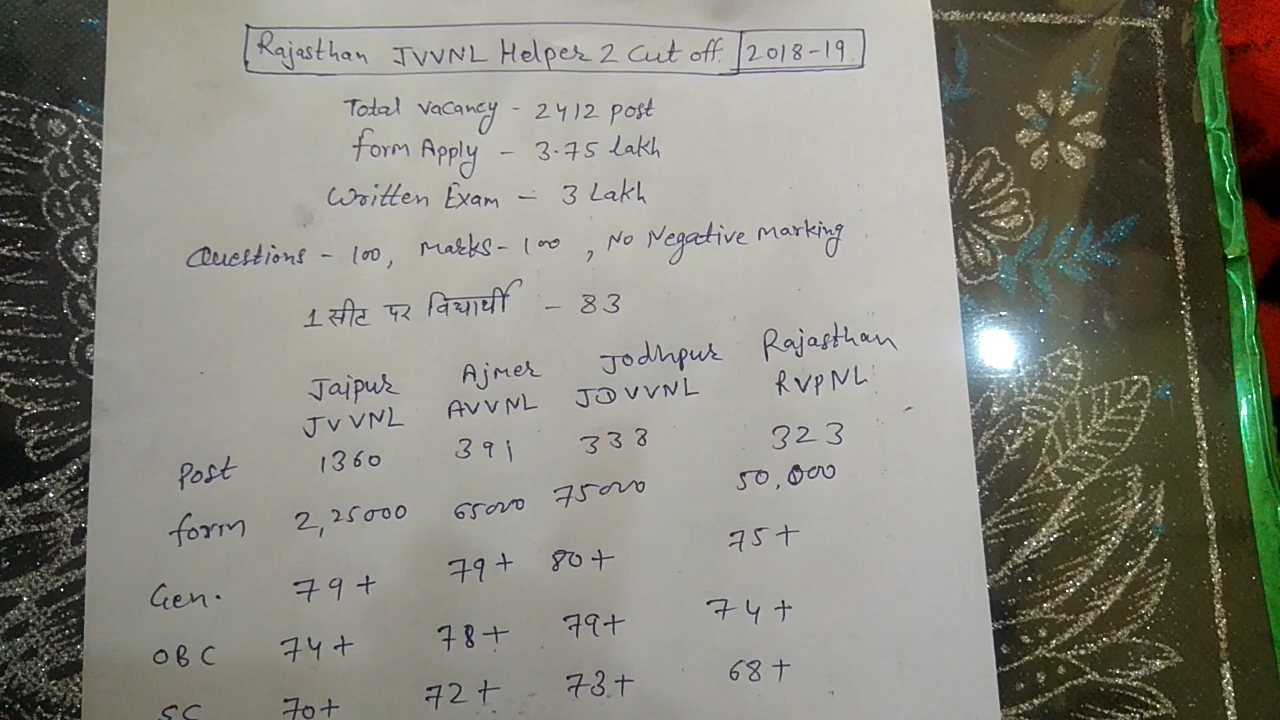 Rajasthan JVVNL Helper 2 Cut off 2018-19
Total Vacancy - 2412 post
form Apply - 3.75 lakh
Written Exam - 3 Lakh
Questions - 100, Marks - 100, No Negative marking
1 सीट पर विद्यार्थी - 83
Jaipur Ajmer Jodhpur Rajasthan
JVVNL AVVNL JDVVNL RVPNL
Post 1360 391 338 323
form 2,25000 65000 75000 50,000
Gen. 79+ 79+ 80+ 75+
OBC 74+ 78+ 79+ 74+
SC 70+ 72+ 73+ 68+